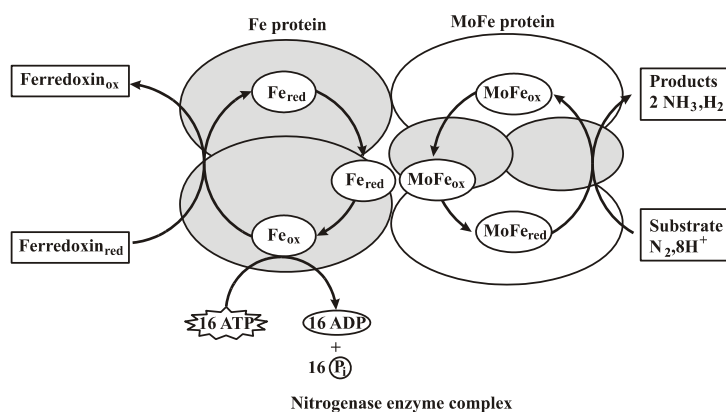 Fe protein
MoFe protein
Ferredoxin_ox
Fe_red
MoFe_ox
Products
2 NH₃,H₂
Fe_red
MoFe_ox
Ferredoxin_red
Fe_ox
MoFe_red
Substrate
N₂,8H⁺
16 ATP
16 ADP
+
16 Pᵢ
Nitrogenase enzyme complex